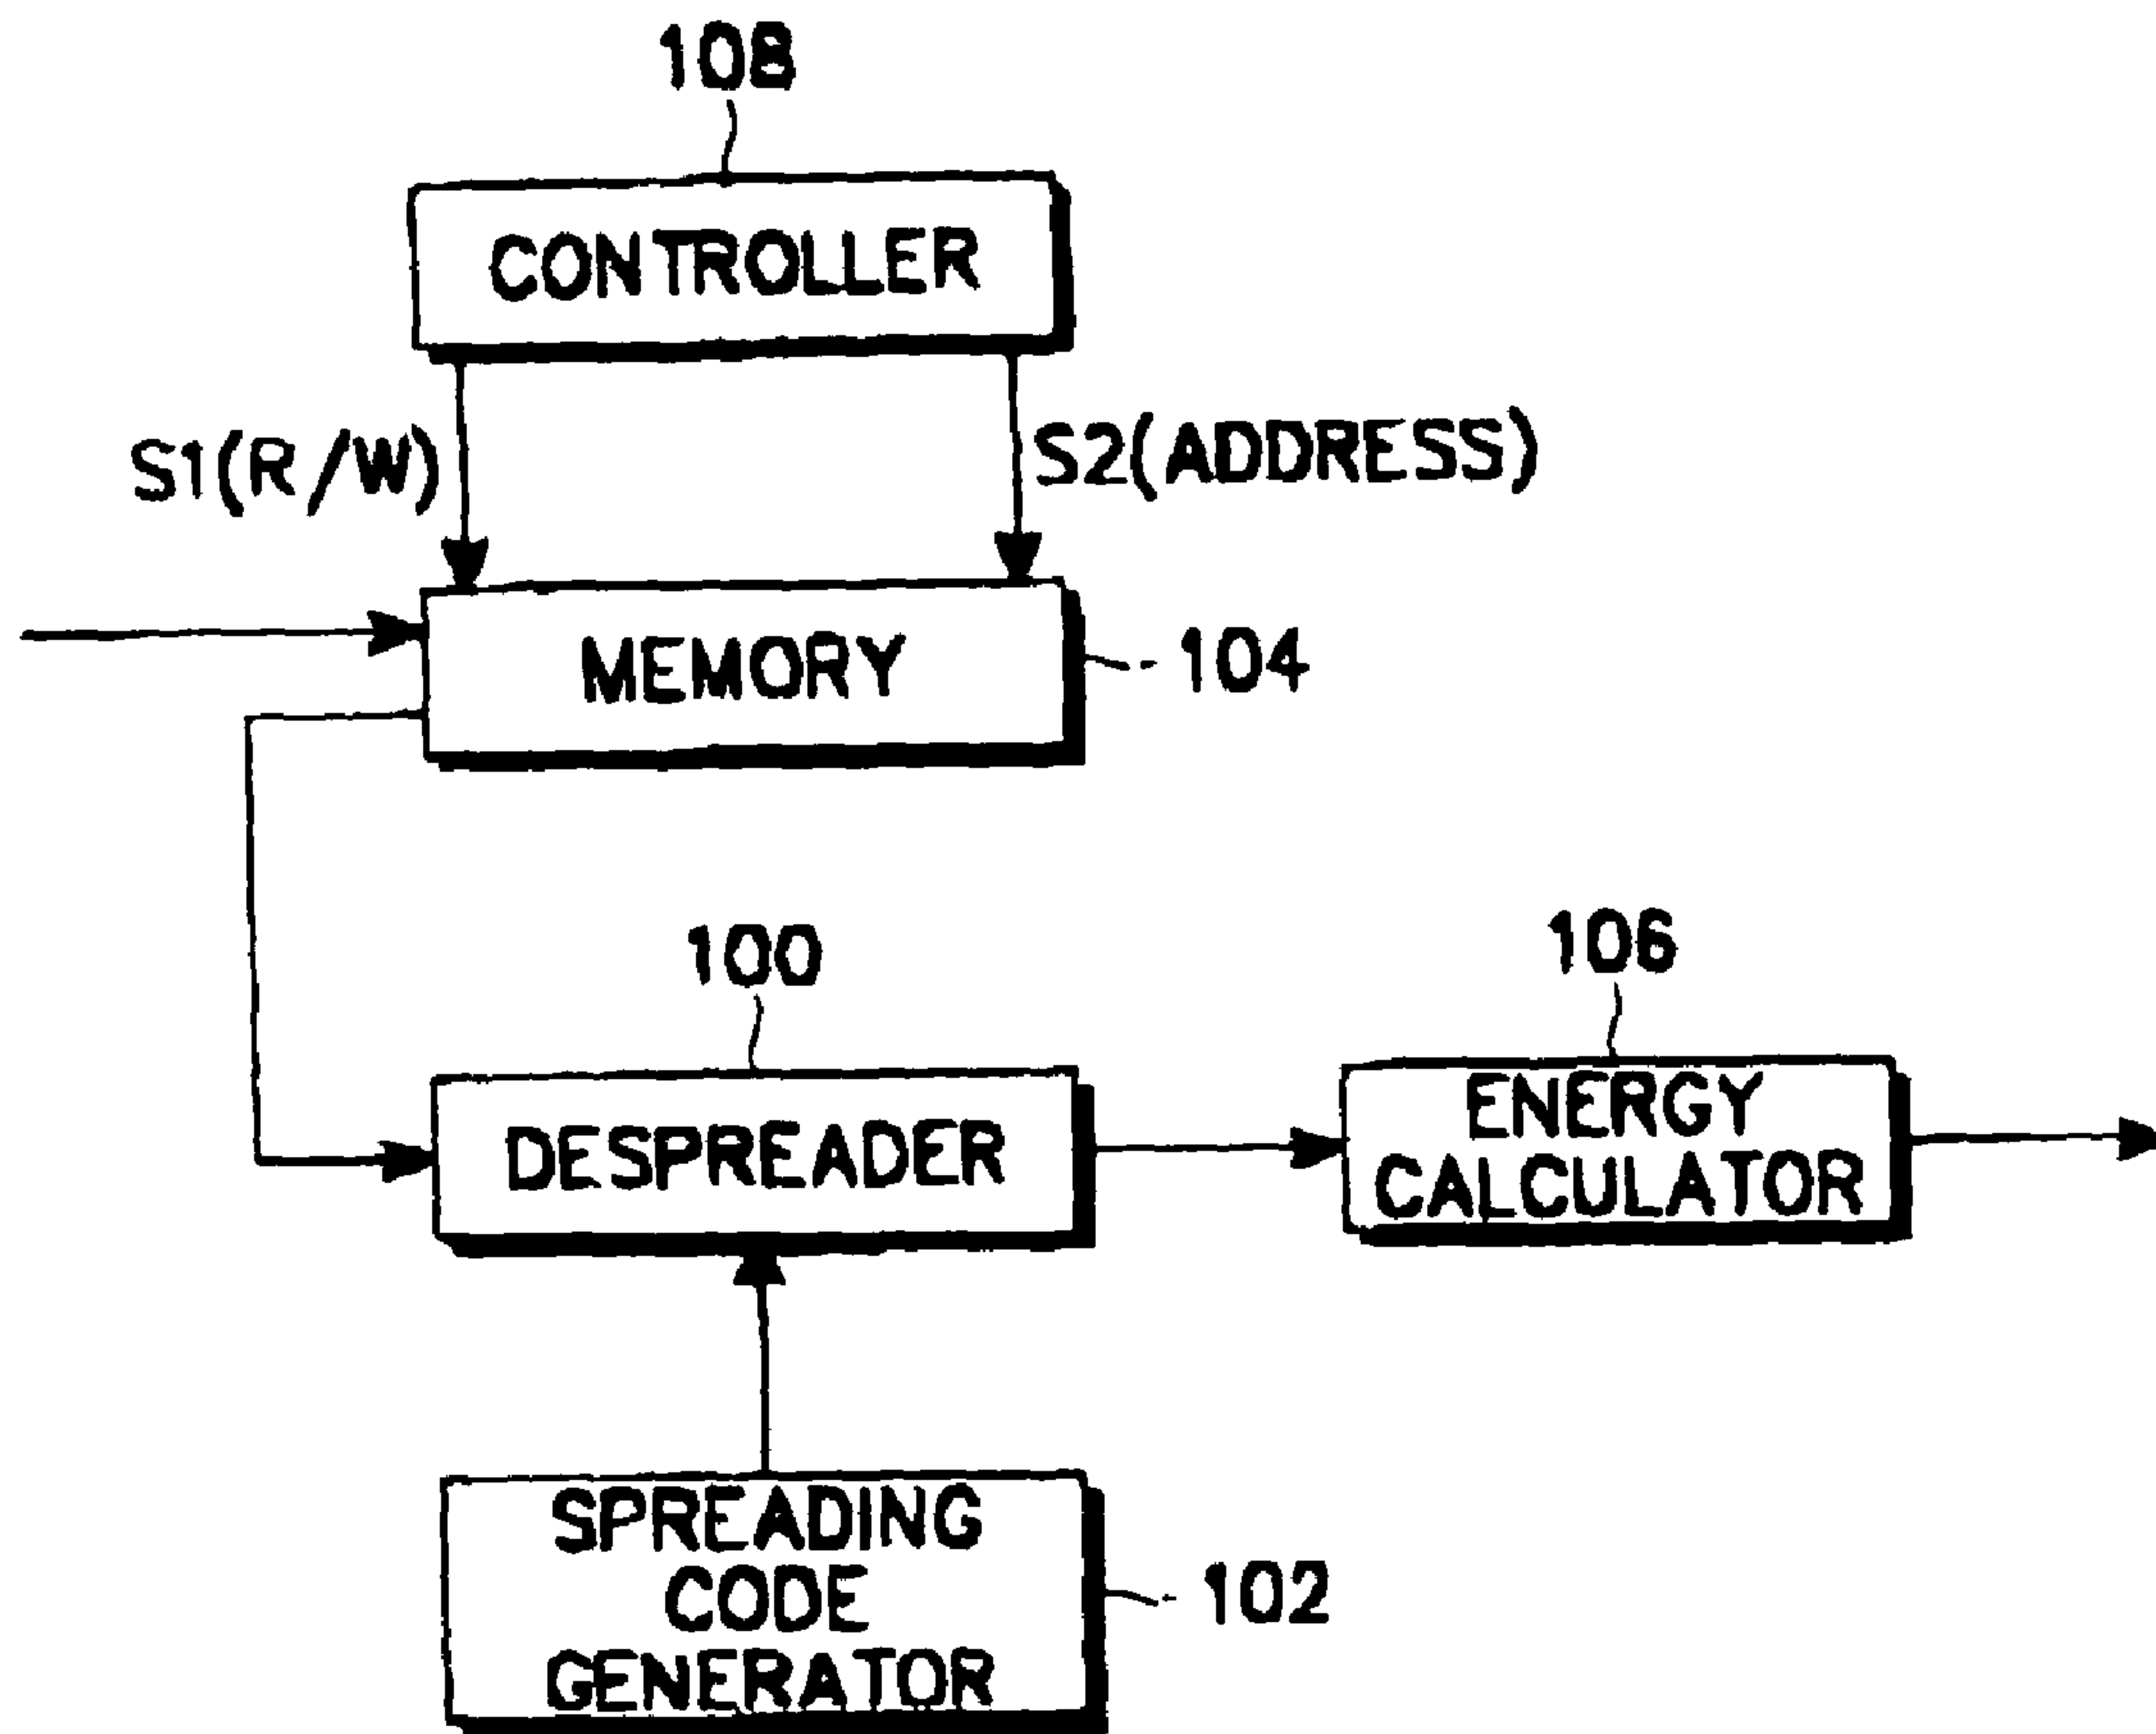 108
CONTROLLER
S1(R/W)
S2(ADDRESS)
MEMORY
104
100
106
DESPREADER
ENERGY
CALCULATOR
SPREADING
CODE
GENERATOR
102